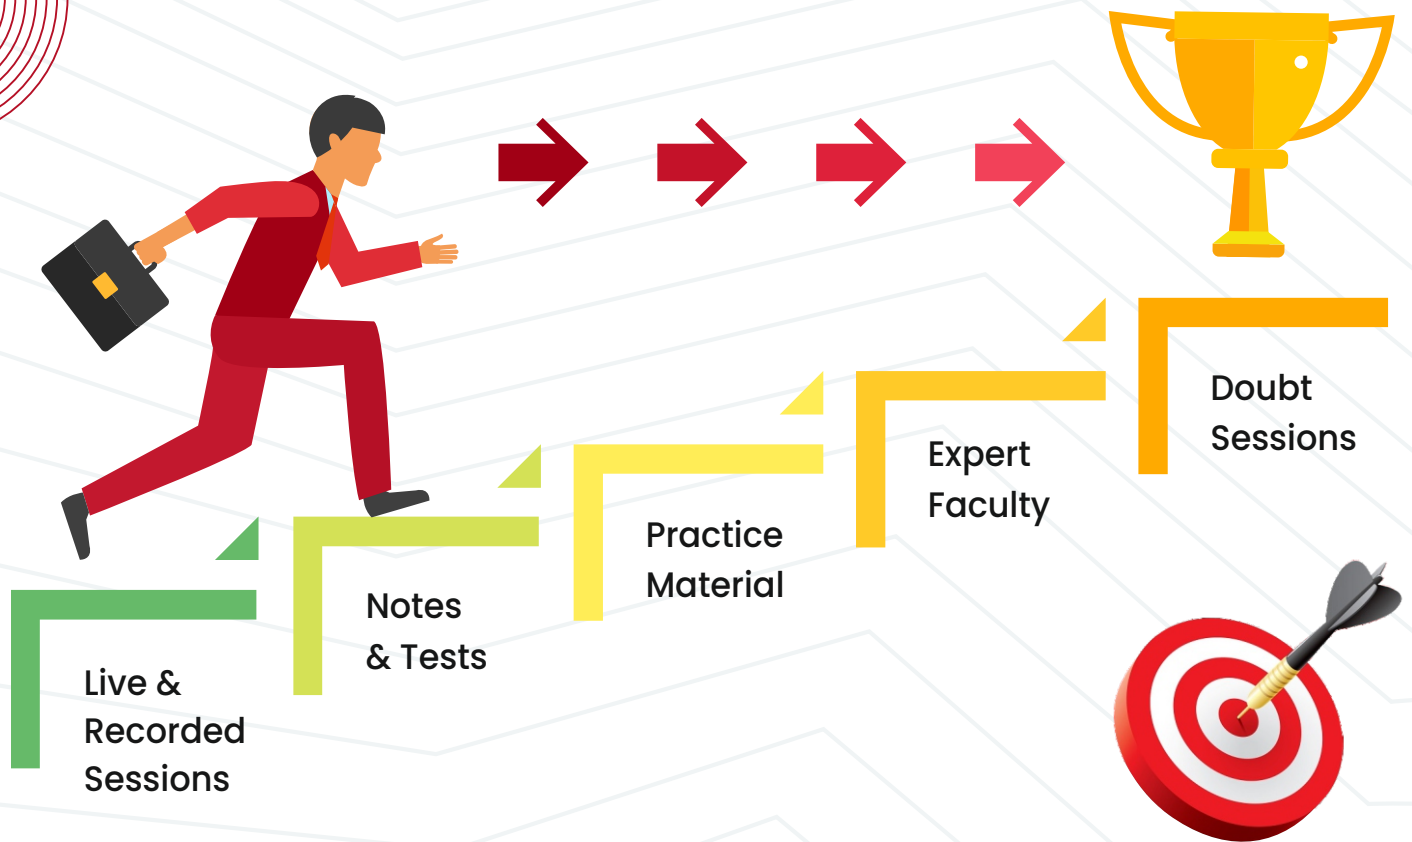 Live &
Recorded
Sessions
Notes
& Tests
Practice
Material
Expert
Faculty
Doubt
Sessions